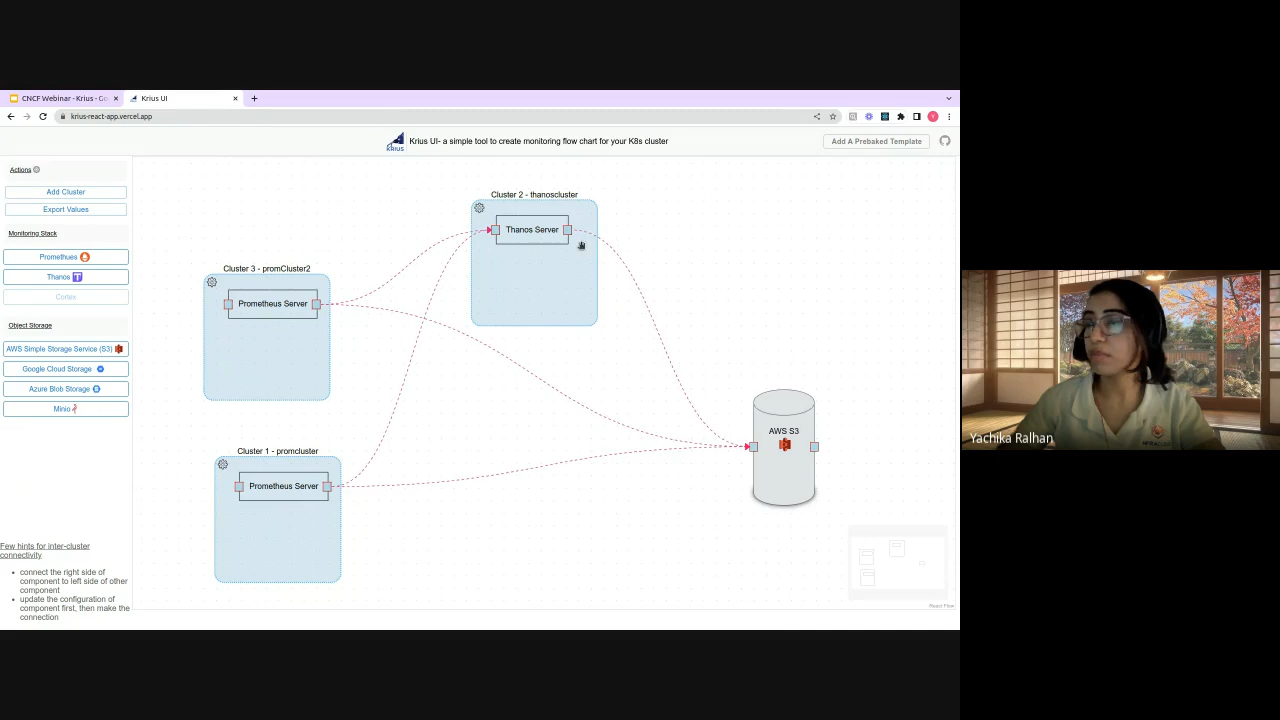 CNCF Webinar - Krius - Go
Krius UI
krius-react-app.vercel.app
Y
KRIUS
Krius UI- a simple tool to create monitoring flow chart for your K8s cluster
Add A Prebaked Template
Actions
Add Cluster
Export Values
Monitoring Stack
Promethues
Thanos
Cortex
Object Storage
AWS Simple Storage Service (S3)
Google Cloud Storage
Azure Blob Storage
Minio
Few hints for inter-cluster
connectivity
connect the right side of
component to left side of other
component
update the configuration of
component first, then make the
connection
Cluster 2 - thanoscluster
Thanos Server
Cluster 3 - promCluster2
Prometheus Server
Cluster 1 - promcluster
Prometheus Server
AWS S3
React Flow
Yachika Ralhan